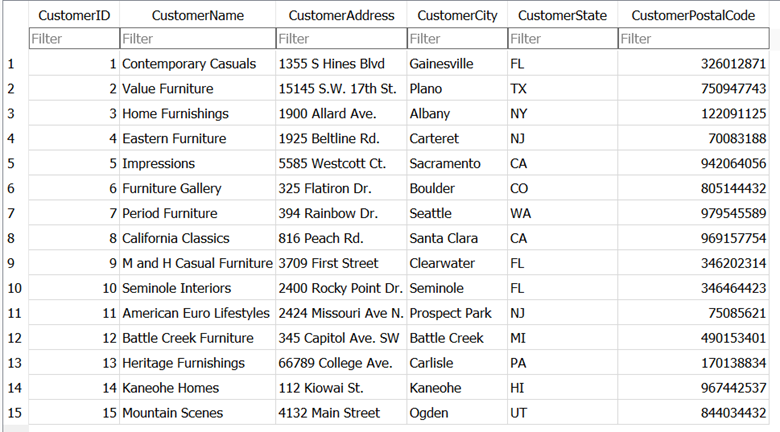 CustomerID CustomerName CustomerAddress CustomerCity CustomerState CustomerPostalCode
Filter Filter Filter Filter Filter Filter
1 1 Contemporary Casuals 1355 S Hines Blvd Gainesville FL 326012871
2 2 Value Furniture 15145 S.W. 17th St. Plano TX 750947743
3 3 Home Furnishings 1900 Allard Ave. Albany NY 122091125
4 4 Eastern Furniture 1925 Beltline Rd. Carteret NJ 70083188
5 5 Impressions 5585 Westcott Ct. Sacramento CA 942064056
6 6 Furniture Gallery 325 Flatiron Dr. Boulder CO 805144432
7 7 Period Furniture 394 Rainbow Dr. Seattle WA 979545589
8 8 California Classics 816 Peach Rd. Santa Clara CA 969157754
9 9 M and H Casual Furniture 3709 First Street Clearwater FL 346202314
10 10 Seminole Interiors 2400 Rocky Point Dr. Seminole FL 346464423
11 11 American Euro Lifestyles 2424 Missouri Ave N. Prospect Park NJ 75085621
12 12 Battle Creek Furniture 345 Capitol Ave. SW Battle Creek MI 490153401
13 13 Heritage Furnishings 66789 College Ave. Carlisle PA 170138834
14 14 Kaneohe Homes 112 Kiowai St. Kaneohe HI 967442537
15 15 Mountain Scenes 4132 Main Street Ogden UT 844034432